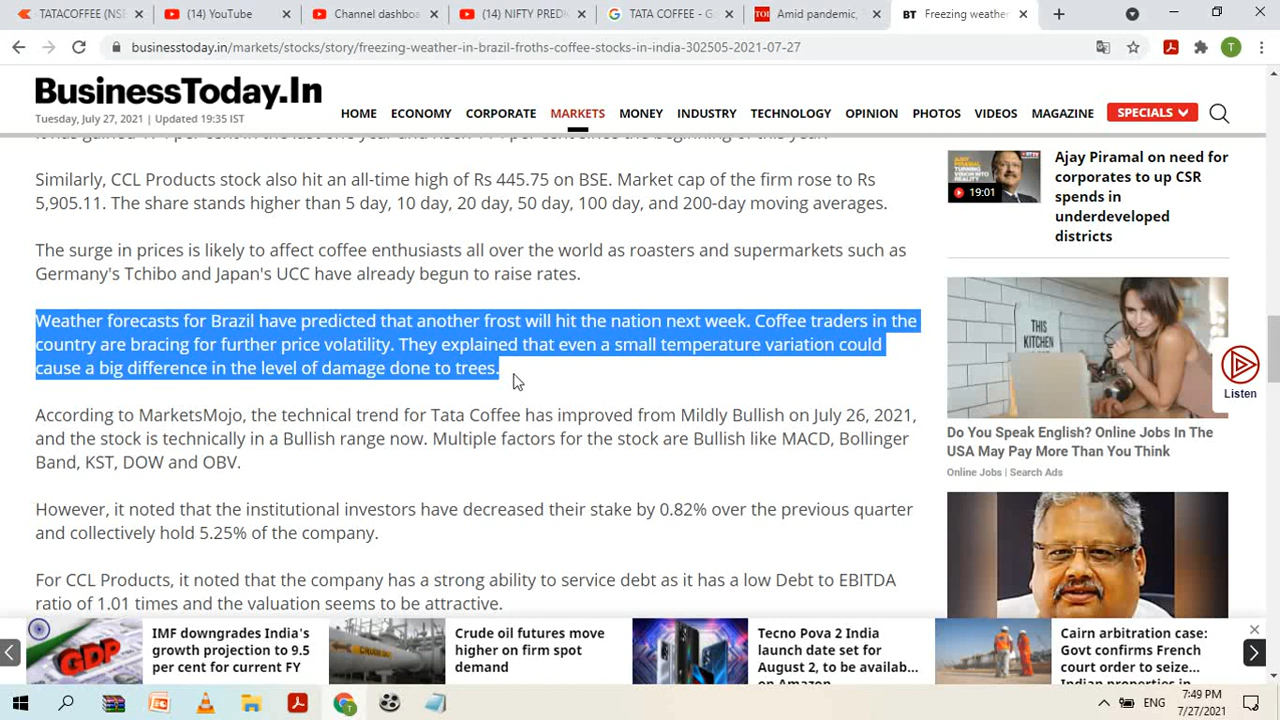 TATACOFFEE (NSE
(14) YouTube
Channel dashboa
(14) NIFTY PREDI
TATA COFFEE - G
Amid pandemic, T
BT Freezing weather
businesstoday.in/markets/stocks/story/freezing-weather-in-brazil-froths-coffee-stocks-in-india-302505-2021-07-27
T
BusinessToday.In
Tuesday, July 27, 2021 | Updated 19:35 IST
HOME ECONOMY CORPORATE MARKETS MONEY INDUSTRY TECHNOLOGY OPINION PHOTOS VIDEOS MAGAZINE SPECIALS
Similarly, CCL Products stock also hit an all-time high of Rs 445.75 on BSE. Market cap of the firm rose to Rs
5,905.11. The share stands higher than 5 day, 10 day, 20 day, 50 day, 100 day, and 200-day moving averages.
The surge in prices is likely to affect coffee enthusiasts all over the world as roasters and supermarkets such as
Germany's Tchibo and Japan's UCC have already begun to raise rates.
Weather forecasts for Brazil have predicted that another frost will hit the nation next week. Coffee traders in the
country are bracing for further price volatility. They explained that even a small temperature variation could
cause a big difference in the level of damage done to trees.
According to MarketsMojo, the technical trend for Tata Coffee has improved from Mildly Bullish on July 26, 2021,
and the stock is technically in a Bullish range now. Multiple factors for the stock are Bullish like MACD, Bollinger
Band, KST, DOW and OBV.
However, it noted that the institutional investors have decreased their stake by 0.82% over the previous quarter
and collectively hold 5.25% of the company.
For CCL Products, it noted that the company has a strong ability to service debt as it has a low Debt to EBITDA
ratio of 1.01 times and the valuation seems to be attractive.
19:01
Ajay Piramal on need for
corporates to up CSR
spends in
underdeveloped
districts
THIS
KITCHEN
Listen
Do You Speak English? Online Jobs In The
USA May Pay More Than You Think
Online Jobs | Search Ads
GDP
IMF downgrades India's
growth projection to 9.5
per cent for current FY
Crude oil futures move
higher on firm spot
demand
Tecno Pova 2 India
launch date set for
August 2, to be availab...
on Amazon
Cairn arbitration case:
Govt confirms French
court order to seize...
Indian properties in
ENG
7:49 PM
7/27/2021